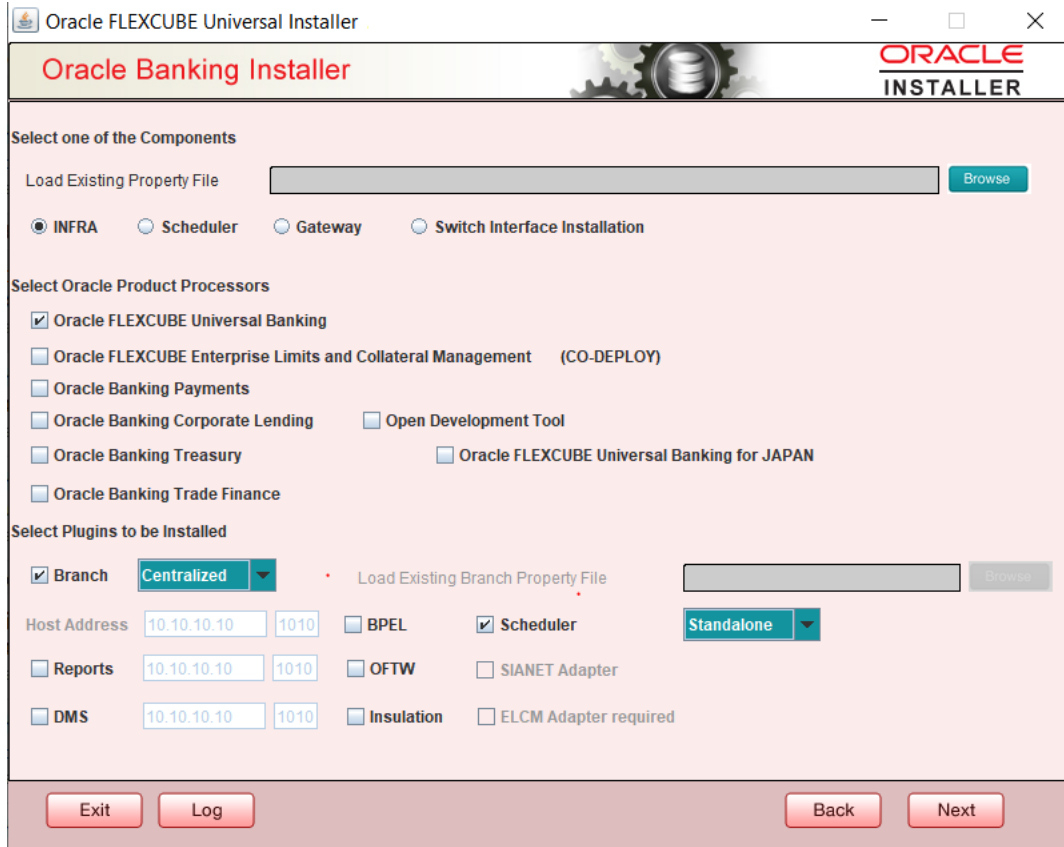 Oracle FLEXCUBE Universal Installer
Oracle Banking Installer
ORACLE
INSTALLER
Select one of the Components
Load Existing Property File Browse
INFRA Scheduler Gateway Switch Interface Installation
Select Oracle Product Processors
Oracle FLEXCUBE Universal Banking
Oracle FLEXCUBE Enterprise Limits and Collateral Management (CO-DEPLOY)
Oracle Banking Payments
Oracle Banking Corporate Lending Open Development Tool
Oracle Banking Treasury Oracle FLEXCUBE Universal Banking for JAPAN
Oracle Banking Trade Finance
Select Plugins to be Installed
Branch Centralized Load Existing Branch Property File Browse
Host Address 10.10.10.10 1010 BPEL Scheduler Standalone
Reports 10.10.10.10 1010 OFTW SIANET Adapter
DMS 10.10.10.10 1010 Insulation ELCM Adapter required
Exit Log Back Next